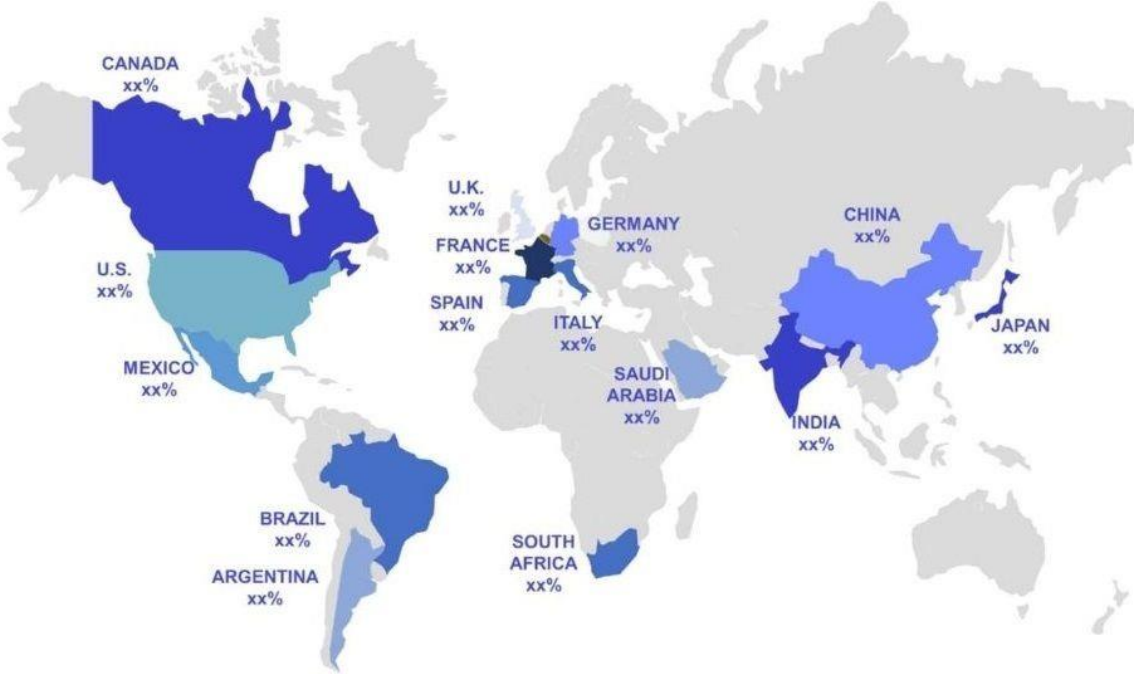 CANADA
xx%
U.K.
xx%
GERMANY
xx%
CHINA
xx%
FRANCE
xx%
U.S.
xx%
SPAIN
xx%
ITALY
xx%
JAPAN
xx%
MEXICO
xx%
SAUDI
ARABIA
xx%
INDIA
xx%
BRAZIL
xx%
SOUTH
AFRICA
xx%
ARGENTINA
xx%